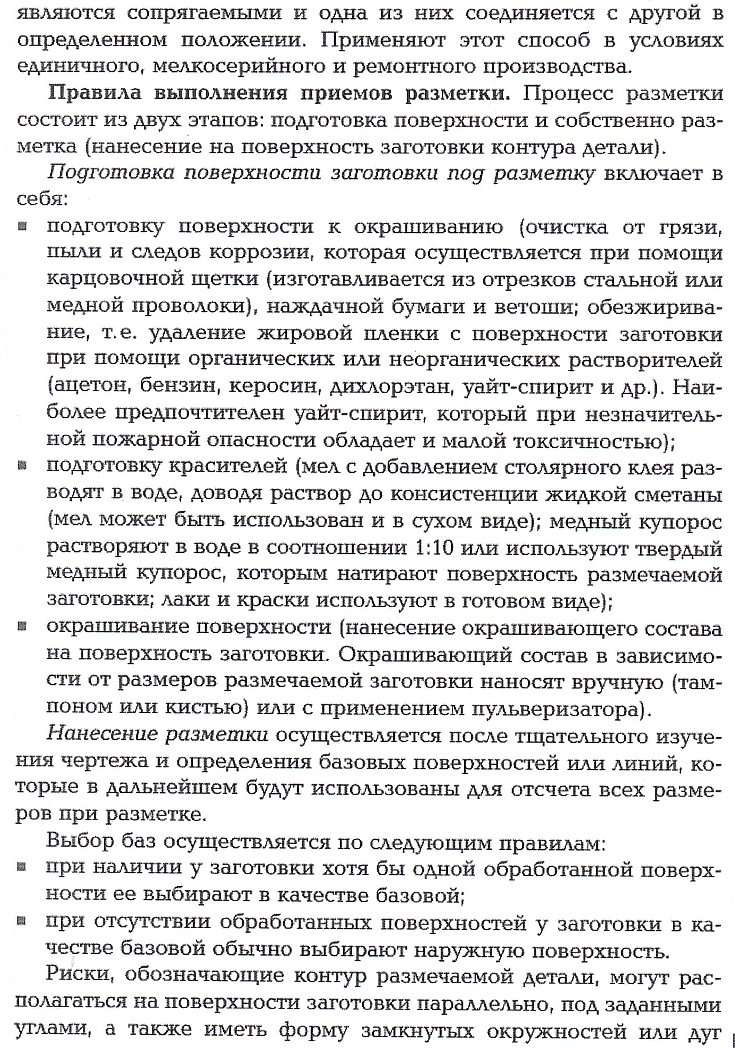 являются сопрягаемыми и одна из них соединяется с другой в
определенном положении. Применяют этот способ в условиях
единичного, мелкосерийного и ремонтного производства.
Правила выполнения приемов разметки. Процесс разметки
состоит из двух этапов: подготовка поверхности и собственно раз-
метка (нанесение на поверхность заготовки контура детали).
Подготовка поверхности заготовки под разметку включает в
себя:
▪ подготовку поверхности к окрашиванию (очистка от грязи,
пыли и следов коррозии, которая осуществляется при помощи
карцовочной щетки (изготавливается из отрезков стальной или
медной проволоки), наждачной бумаги и ветоши; обезжирива-
ние, т.е. удаление жировой пленки с поверхности заготовки
при помощи органических или неорганических растворителей
(ацетон, бензин, керосин, дихлорэтан, уайт-спирит и др.). Наи-
более предпочтителен уайт-спирит, который при незначитель-
ной пожарной опасности обладает и малой токсичностью);
▪ подготовку красителей (мел с добавлением столярного клея раз-
водят в воде, доводя раствор до консистенции жидкой сметаны
(мел может быть использован и в сухом виде); медный купорос
растворяют в воде в соотношении 1:10 или используют твердый
медный купорос, которым натирают поверхность размечаемой
заготовки; лаки и краски используют в готовом виде);
▪ окрашивание поверхности (нанесение окрашивающего состава
на поверхность заготовки. Окрашивающий состав в зависимо-
сти от размеров размечаемой заготовки наносят вручную (там-
поном или кистью) или с применением пульверизатора).
Нанесение разметки осуществляется после тщательного изуче-
ния чертежа и определения базовых поверхностей или линий, ко-
торые в дальнейшем будут использованы для отсчета всех разме-
ров при разметке.
Выбор баз осуществляется по следующим правилам:
▪ при наличии у заготовки хотя бы одной обработанной поверх-
ности ее выбирают в качестве базовой;
▪ при отсутствии обработанных поверхностей у заготовки в ка-
честве базовой обычно выбирают наружную поверхность.
Риски, обозначающие контур размечаемой детали, могут рас-
полагаться на поверхности заготовки параллельно, под заданными
углами, а также иметь форму замкнутых окружностей или дуг